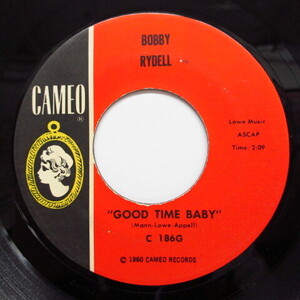 BOBBY
RYDELL
CAMEO
®
Lowe Music
ASCAP
Time: 2:09
"GOOD TIME BABY"
(Mann-Lowe-Appell)
C 186G
© 1960 CAMEO RECORDS